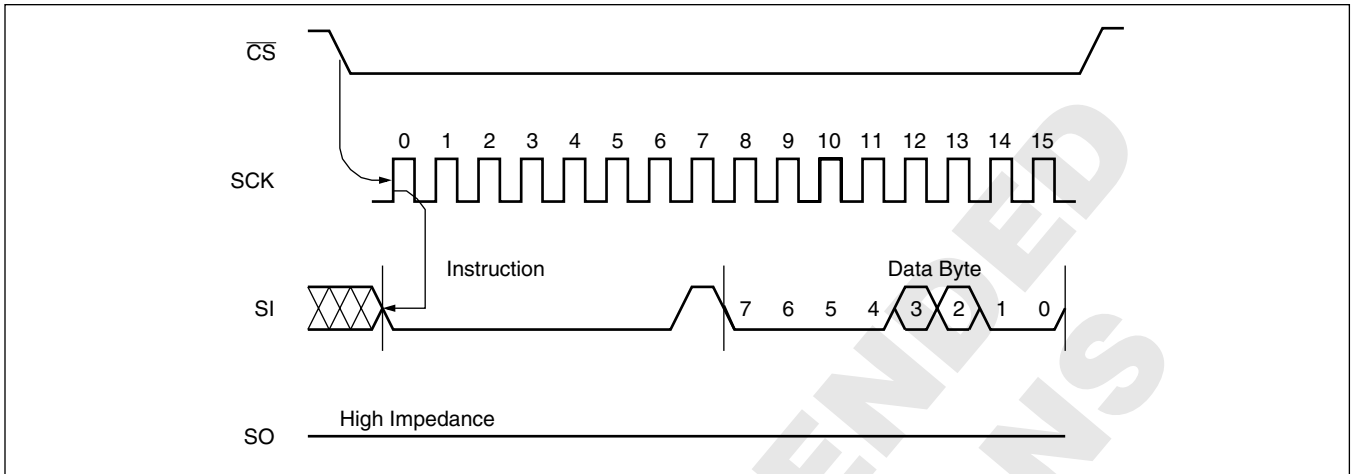 CS
0 1 2 3 4 5 6 7 8 9 10 11 12 13 14 15
SCK
Instruction
Data Byte
SI
7 6 5 4 3 2 1 0
High Impedance
SO